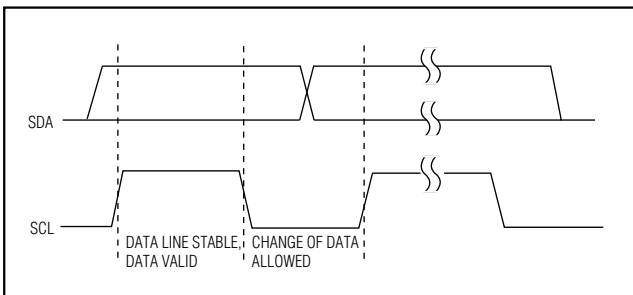 SDA
SCL
DATA LINE STABLE,
DATA VALID
CHANGE OF DATA
ALLOWED